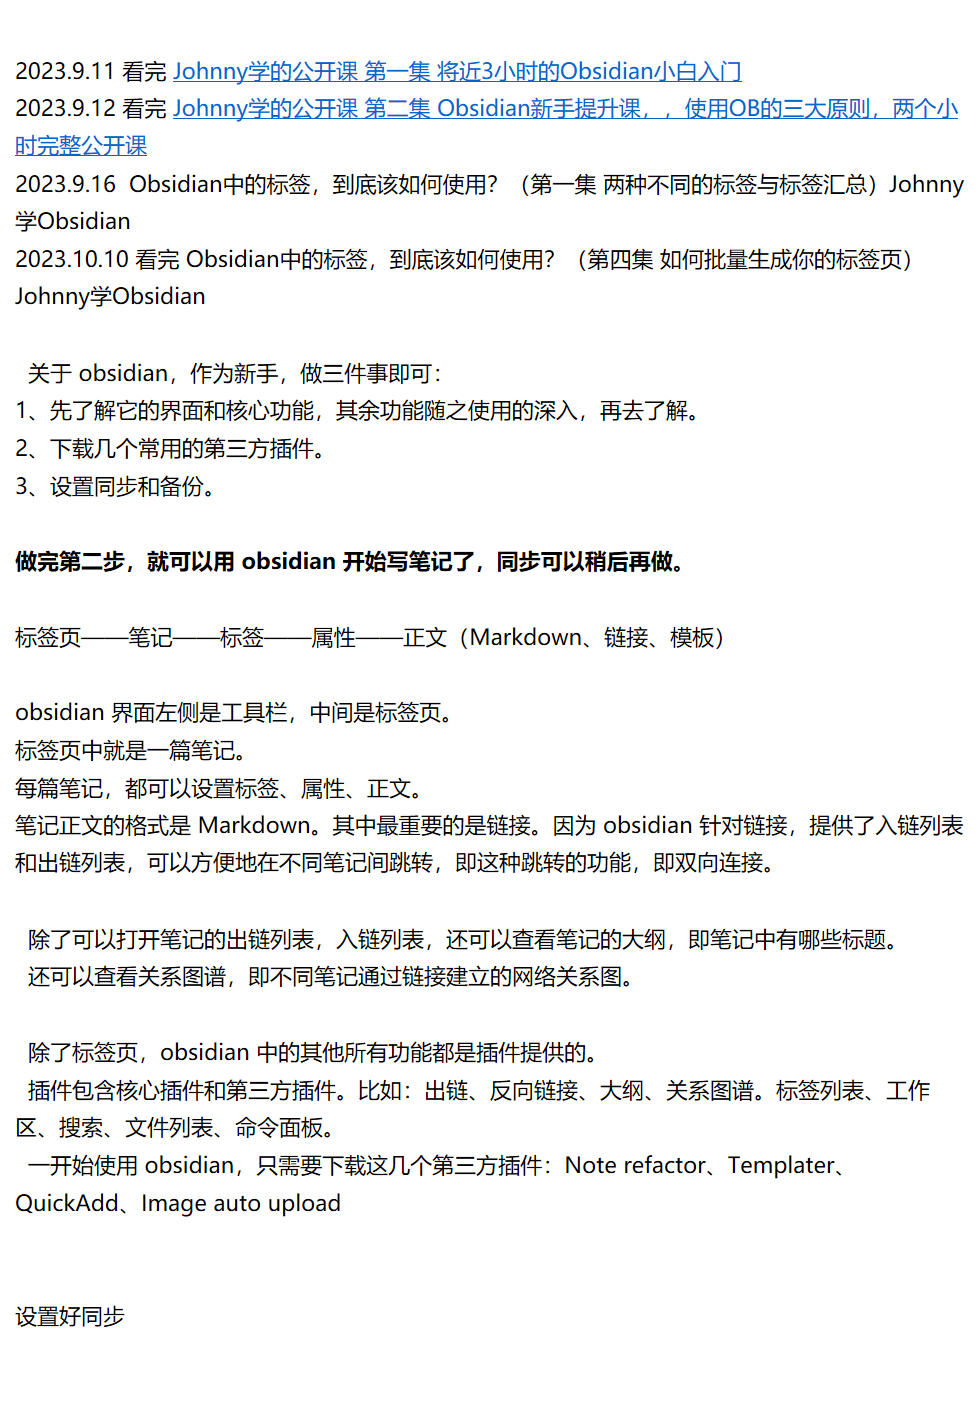 2023.9.11 看完 Johnny学的公开课 第一集 将近3小时的Obsidian小白入门
2023.9.12 看完 Johnny学的公开课 第二集 Obsidian新手提升课，，使用OB的三大原则，两个小
时完整公开课
2023.9.16  Obsidian中的标签，到底该如何使用？（第一集 两种不同的标签与标签汇总）Johnny
学Obsidian
2023.10.10 看完 Obsidian中的标签，到底该如何使用？（第四集 如何批量生成你的标签页）
Johnny学Obsidian
关于 obsidian，作为新手，做三件事即可：
1、先了解它的界面和核心功能，其余功能随之使用的深入，再去了解。
2、下载几个常用的第三方插件。
3、设置同步和备份。
做完第二步，就可以用 obsidian 开始写笔记了，同步可以稍后再做。
标签页——笔记——标签——属性——正文（Markdown、链接、模板）
obsidian 界面左侧是工具栏，中间是标签页。
标签页中就是一篇笔记。
每篇笔记，都可以设置标签、属性、正文。
笔记正文的格式是 Markdown。其中最重要的是链接。因为 obsidian 针对链接，提供了入链列表
和出链列表，可以方便地在不同笔记间跳转，即这种跳转的功能，即双向连接。
除了可以打开笔记的出链列表，入链列表，还可以查看笔记的大纲，即笔记中有哪些标题。
还可以查看关系图谱，即不同笔记通过链接建立的网络关系图。
除了标签页，obsidian 中的其他所有功能都是插件提供的。
插件包含核心插件和第三方插件。比如：出链、反向链接、大纲、关系图谱。标签列表、工作
区、搜索、文件列表、命令面板。
一开始使用 obsidian，只需要下载这几个第三方插件：Note refactor、Templater、
QuickAdd、Image auto upload
设置好同步